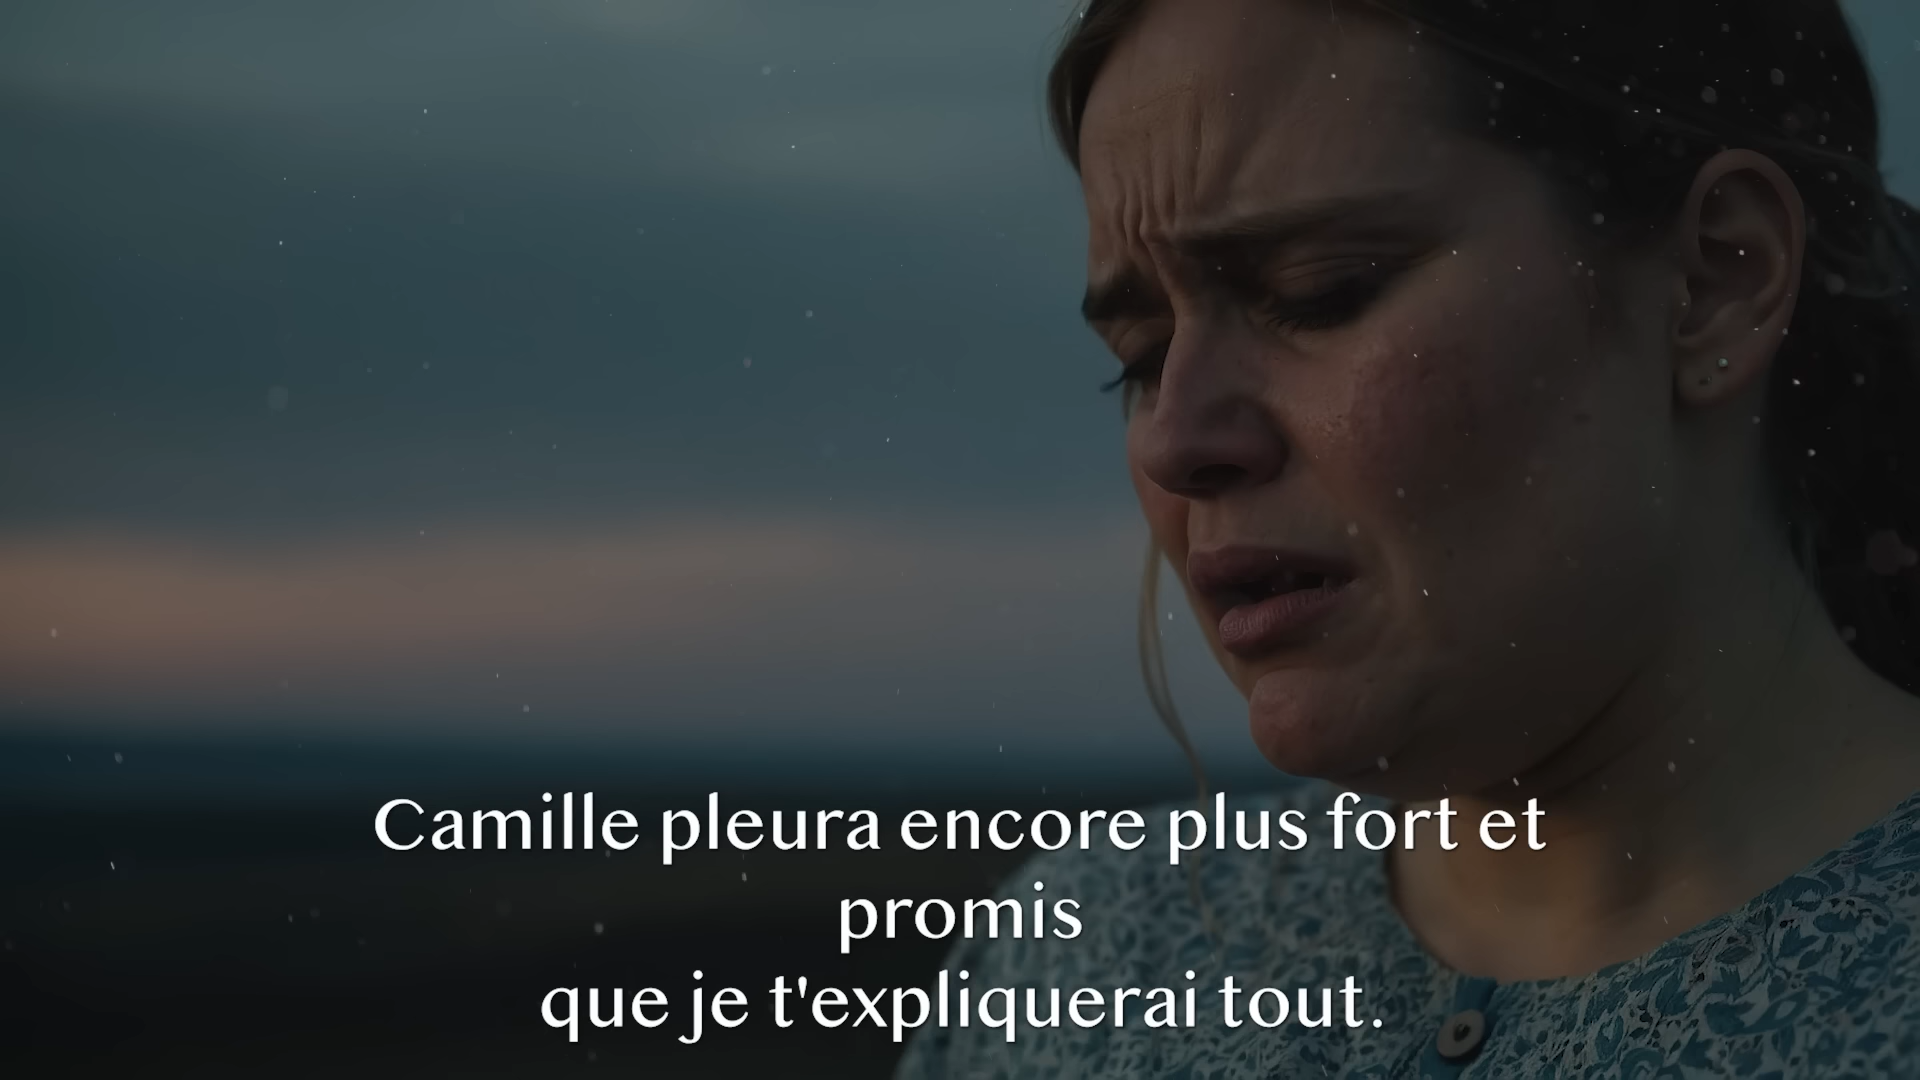 Camille pleura encore plus fort et
promis
que je t'expliquerai tout.